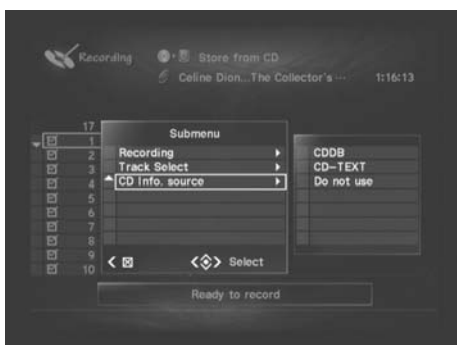 Recording
Store from CD
Celine Dion...The Collector's ... 1:16:13
17
1
2
3
4
5
6
7
8
9
10
Submenu
Recording
Track Select
CD Info. source
Select
CDDB
CD-TEXT
Do not use
Ready to record